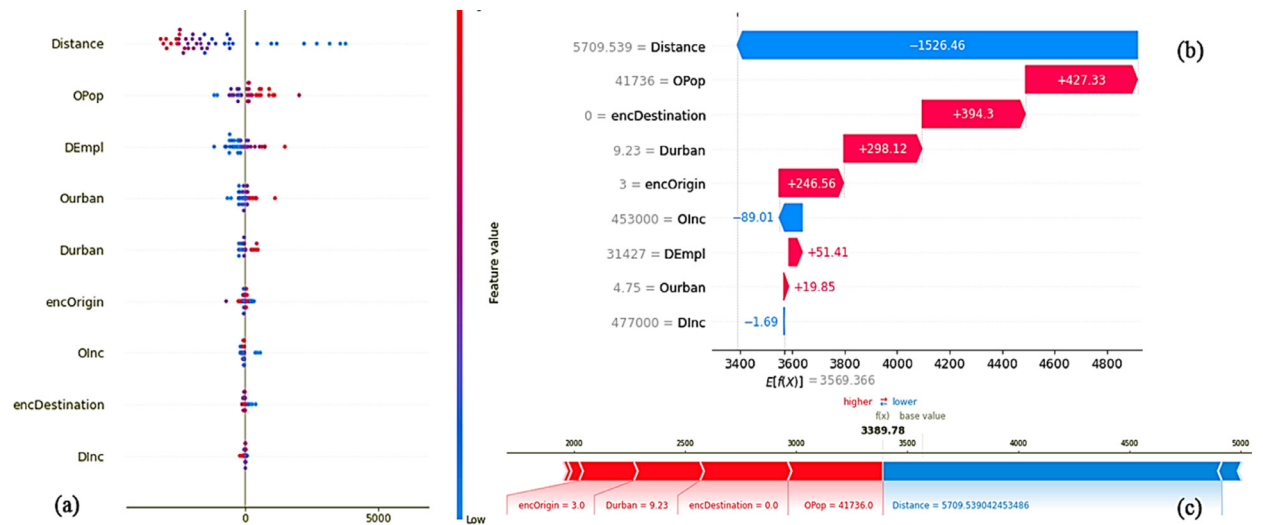 Distance
OPop
DEmpl
Ourban
Durban
encOrigin
OInc
encDestination
DInc
0
5000
(a)
Feature value
Low
5709.539 = Distance
−1526.46
(b)
41736 = OPop
+427.33
0 = encDestination
+394.3
9.23 = Durban
+298.12
3 = encOrigin
+246.56
453000 = OInc
−89.01
31427 = DEmpl
+51.41
4.75 = Ourban
+19.85
477000 = DInc
−1.69
3400 3600 3800 4000 4200 4400 4600 4800
E[f(X)] = 3569.366
higher ⇄ lower
f(x) base value
3389.78
2000 2500 3000 3500 4000 4500 5000
encOrigin = 3.0 Durban = 9.23 encDestination = 0.0 OPop = 41736.0 Distance = 5709.539042453486
(c)